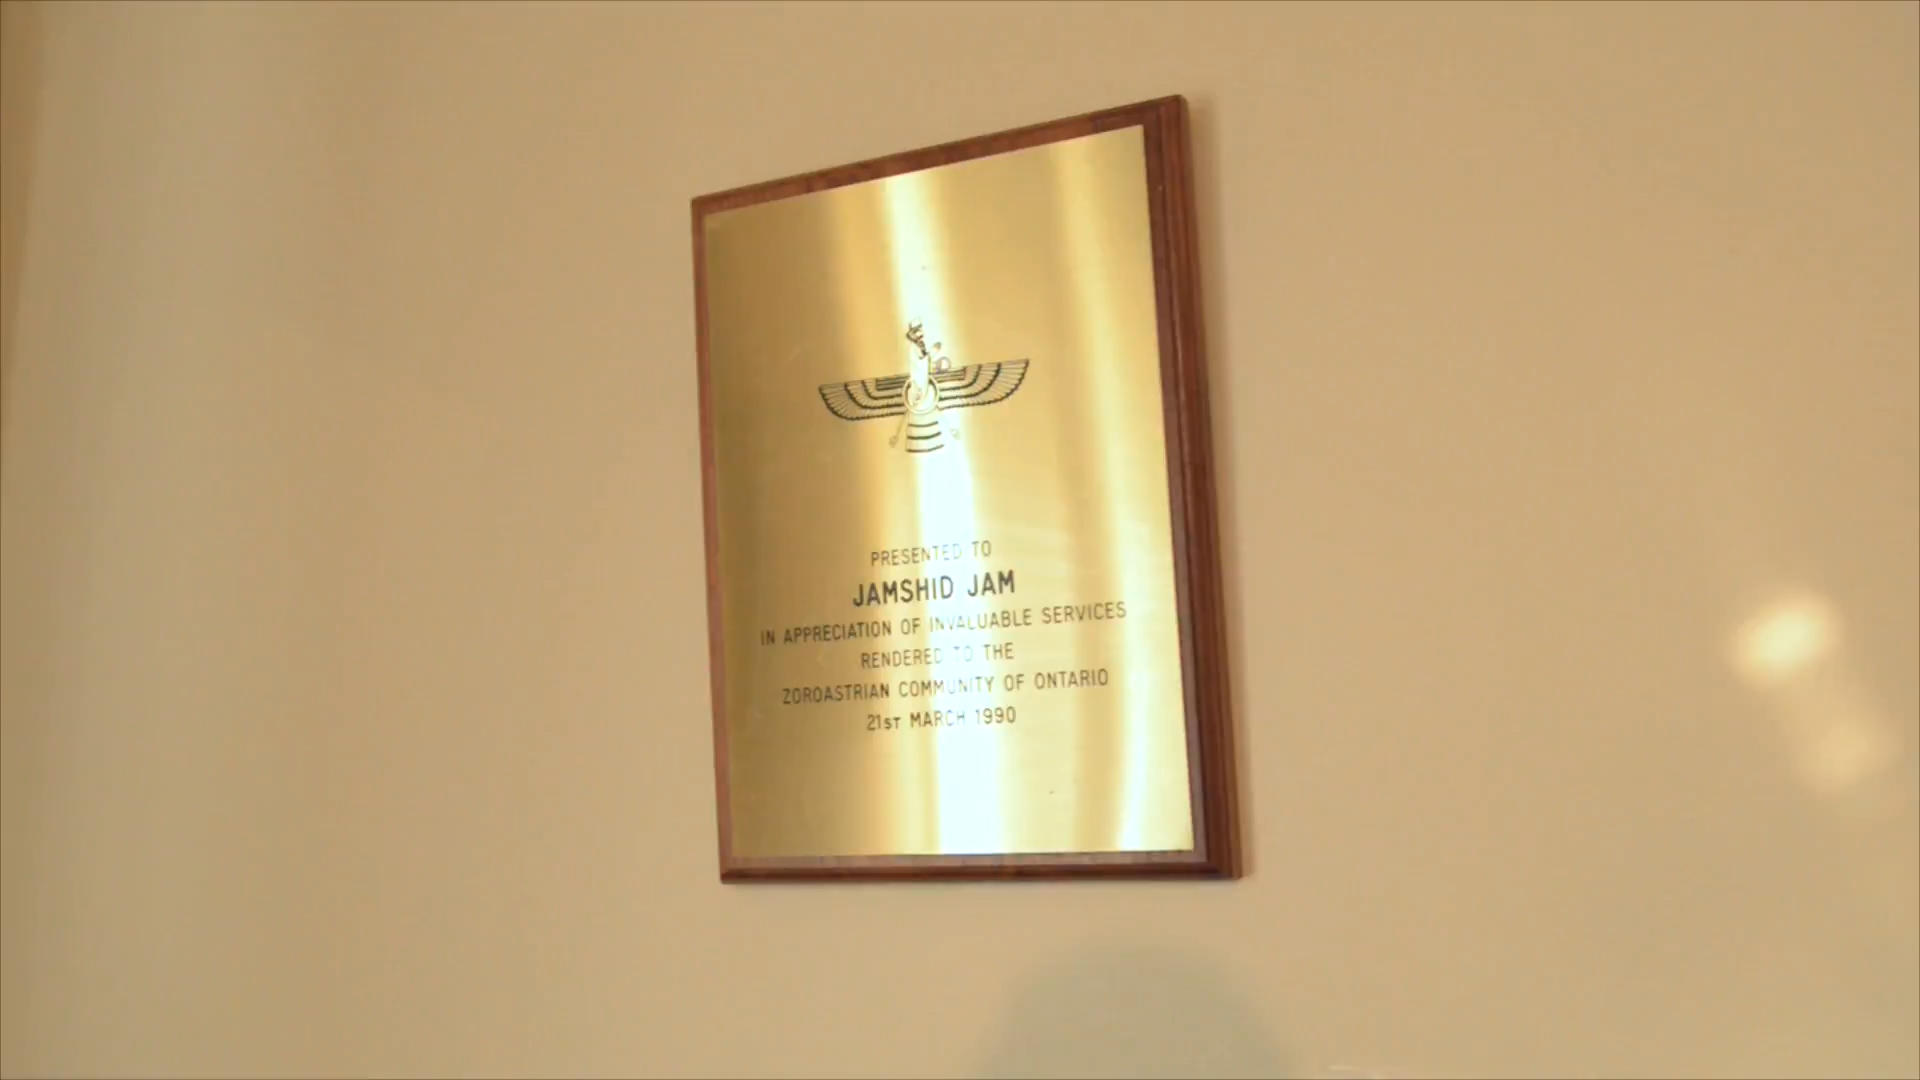 PRESENTED TO
JAMSHID JAM
IN APPRECIATION OF INVALUABLE SERVICES
RENDERED TO THE
ZOROASTRIAN COMMUNITY OF ONTARIO
21ST MARCH 1990